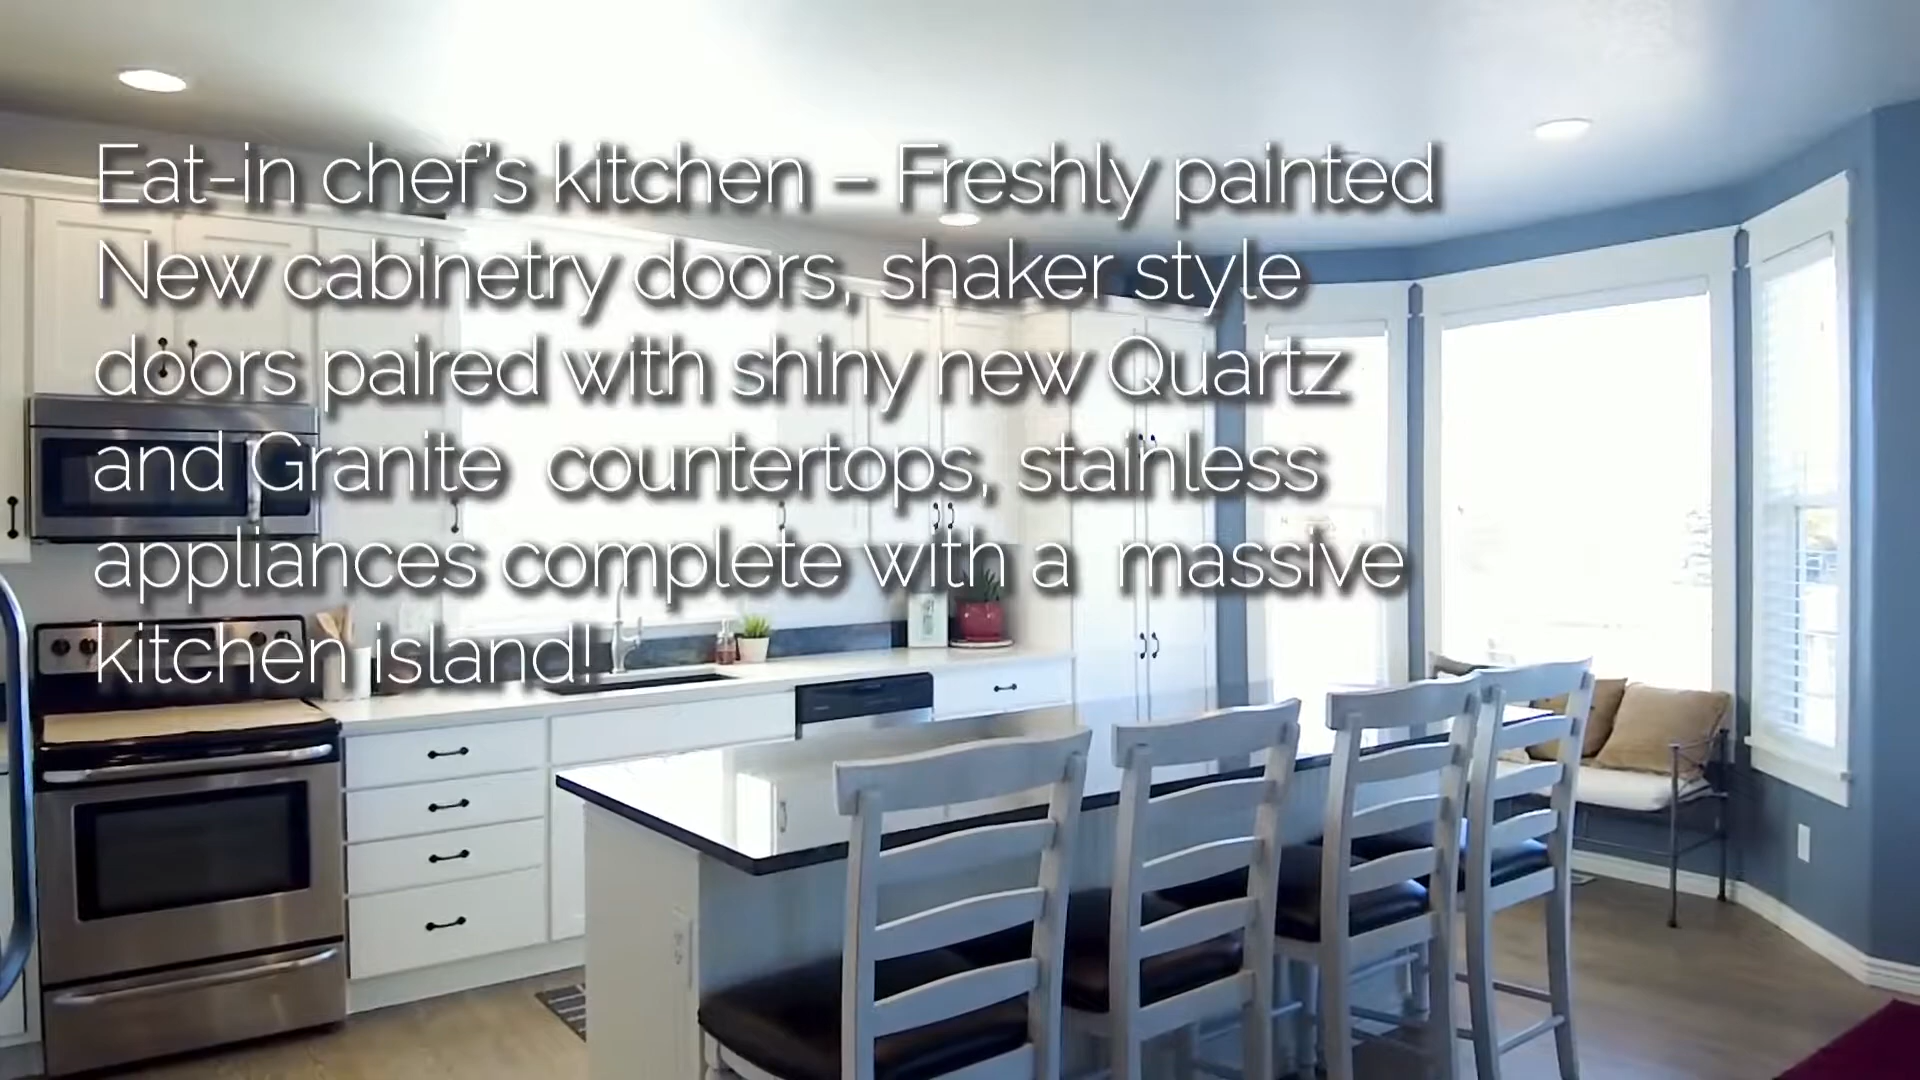 Eat-in chef's kitchen – Freshly painted
New cabinetry doors, shaker style
doors paired with shiny new Quartz
and Granite  countertops, stainless
appliances complete with a  massive
kitchen island!